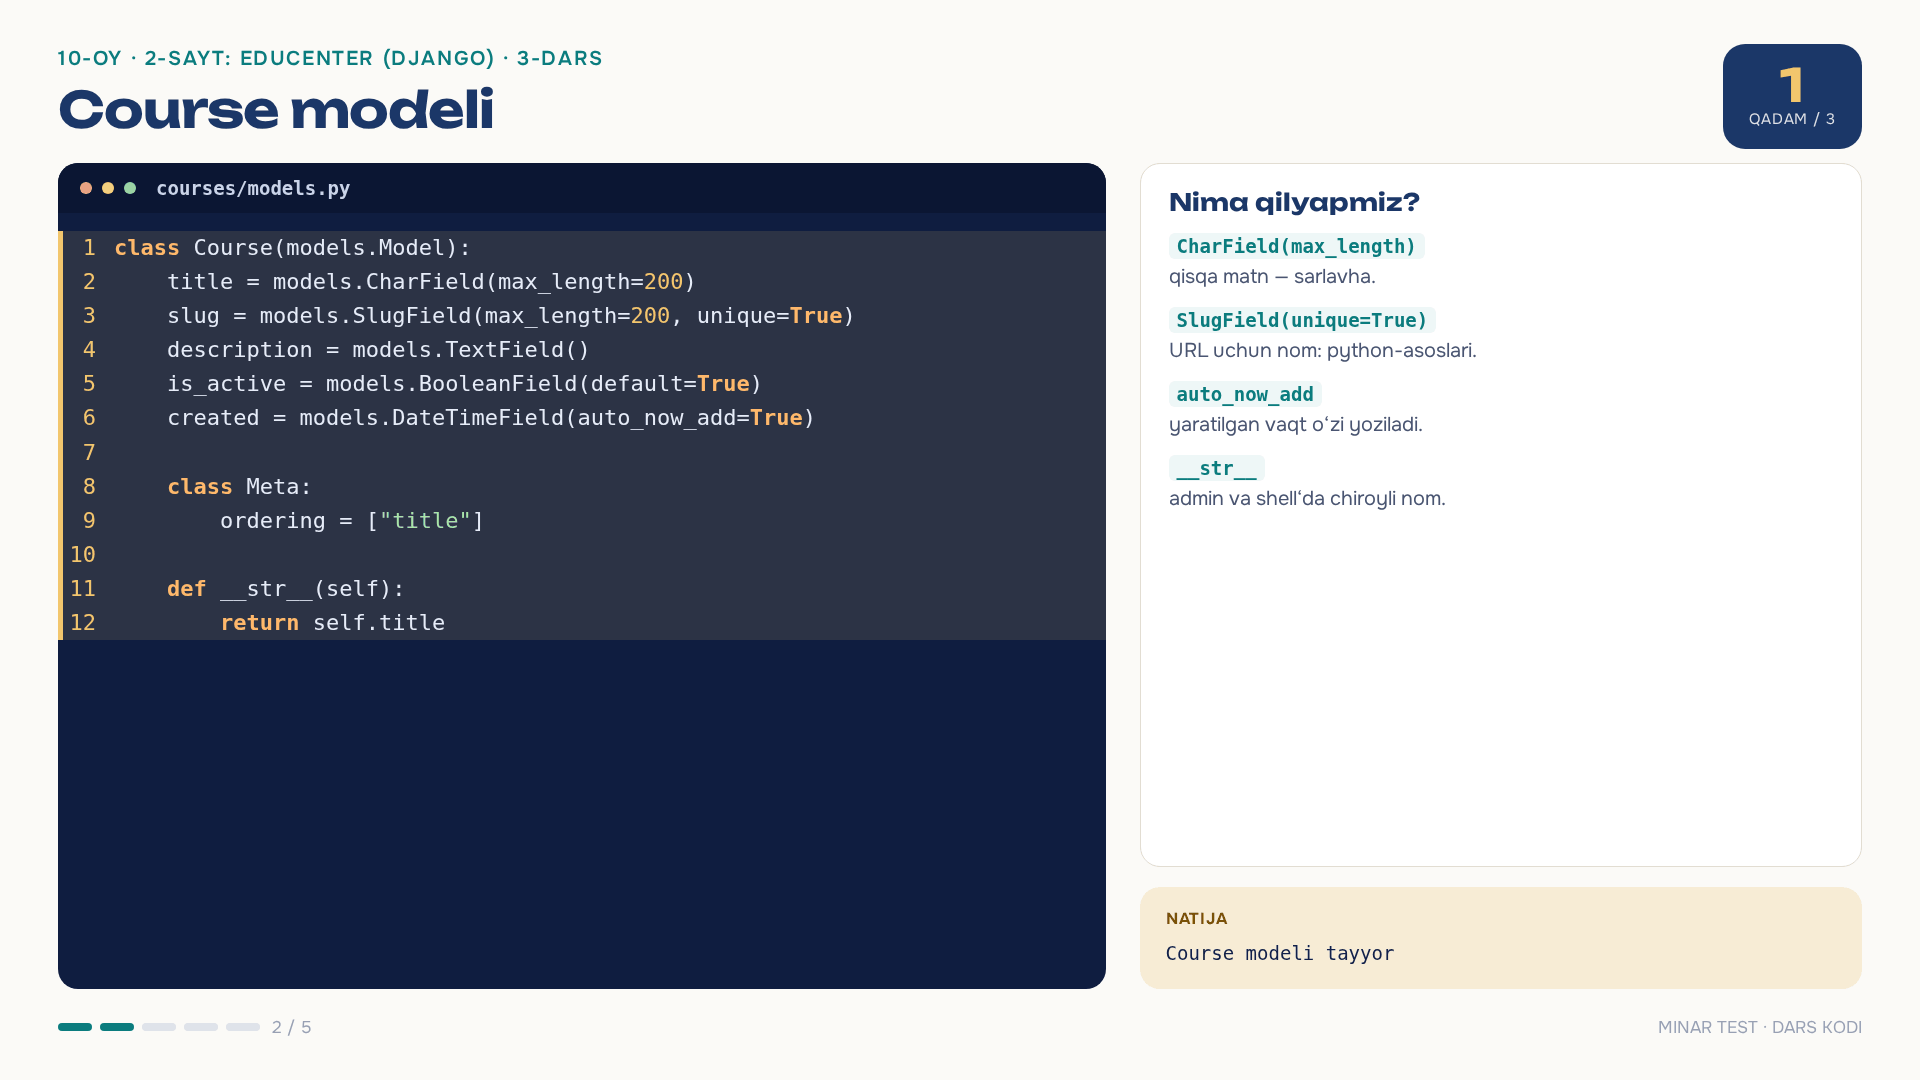 10-OY · 2-SAYT: EDUCENTER (DJANGO) · 3-DARS
Course modeli
1
QADAM / 3
courses/models.py
1 class Course(models.Model):
2     title = models.CharField(max_length=200)
3     slug = models.SlugField(max_length=200, unique=True)
4     description = models.TextField()
5     is_active = models.BooleanField(default=True)
6     created = models.DateTimeField(auto_now_add=True)
7
8     class Meta:
9         ordering = ["title"]
10
11     def __str__(self):
12         return self.title
Nima qilyapmiz?
CharField(max_length)
qisqa matn — sarlavha.
SlugField(unique=True)
URL uchun nom: python-asoslari.
auto_now_add
yaratilgan vaqt o‘zi yoziladi.
__str__
admin va shell‘da chiroyli nom.
NATIJA
Course modeli tayyor
2 / 5
MINAR TEST · DARS KODI